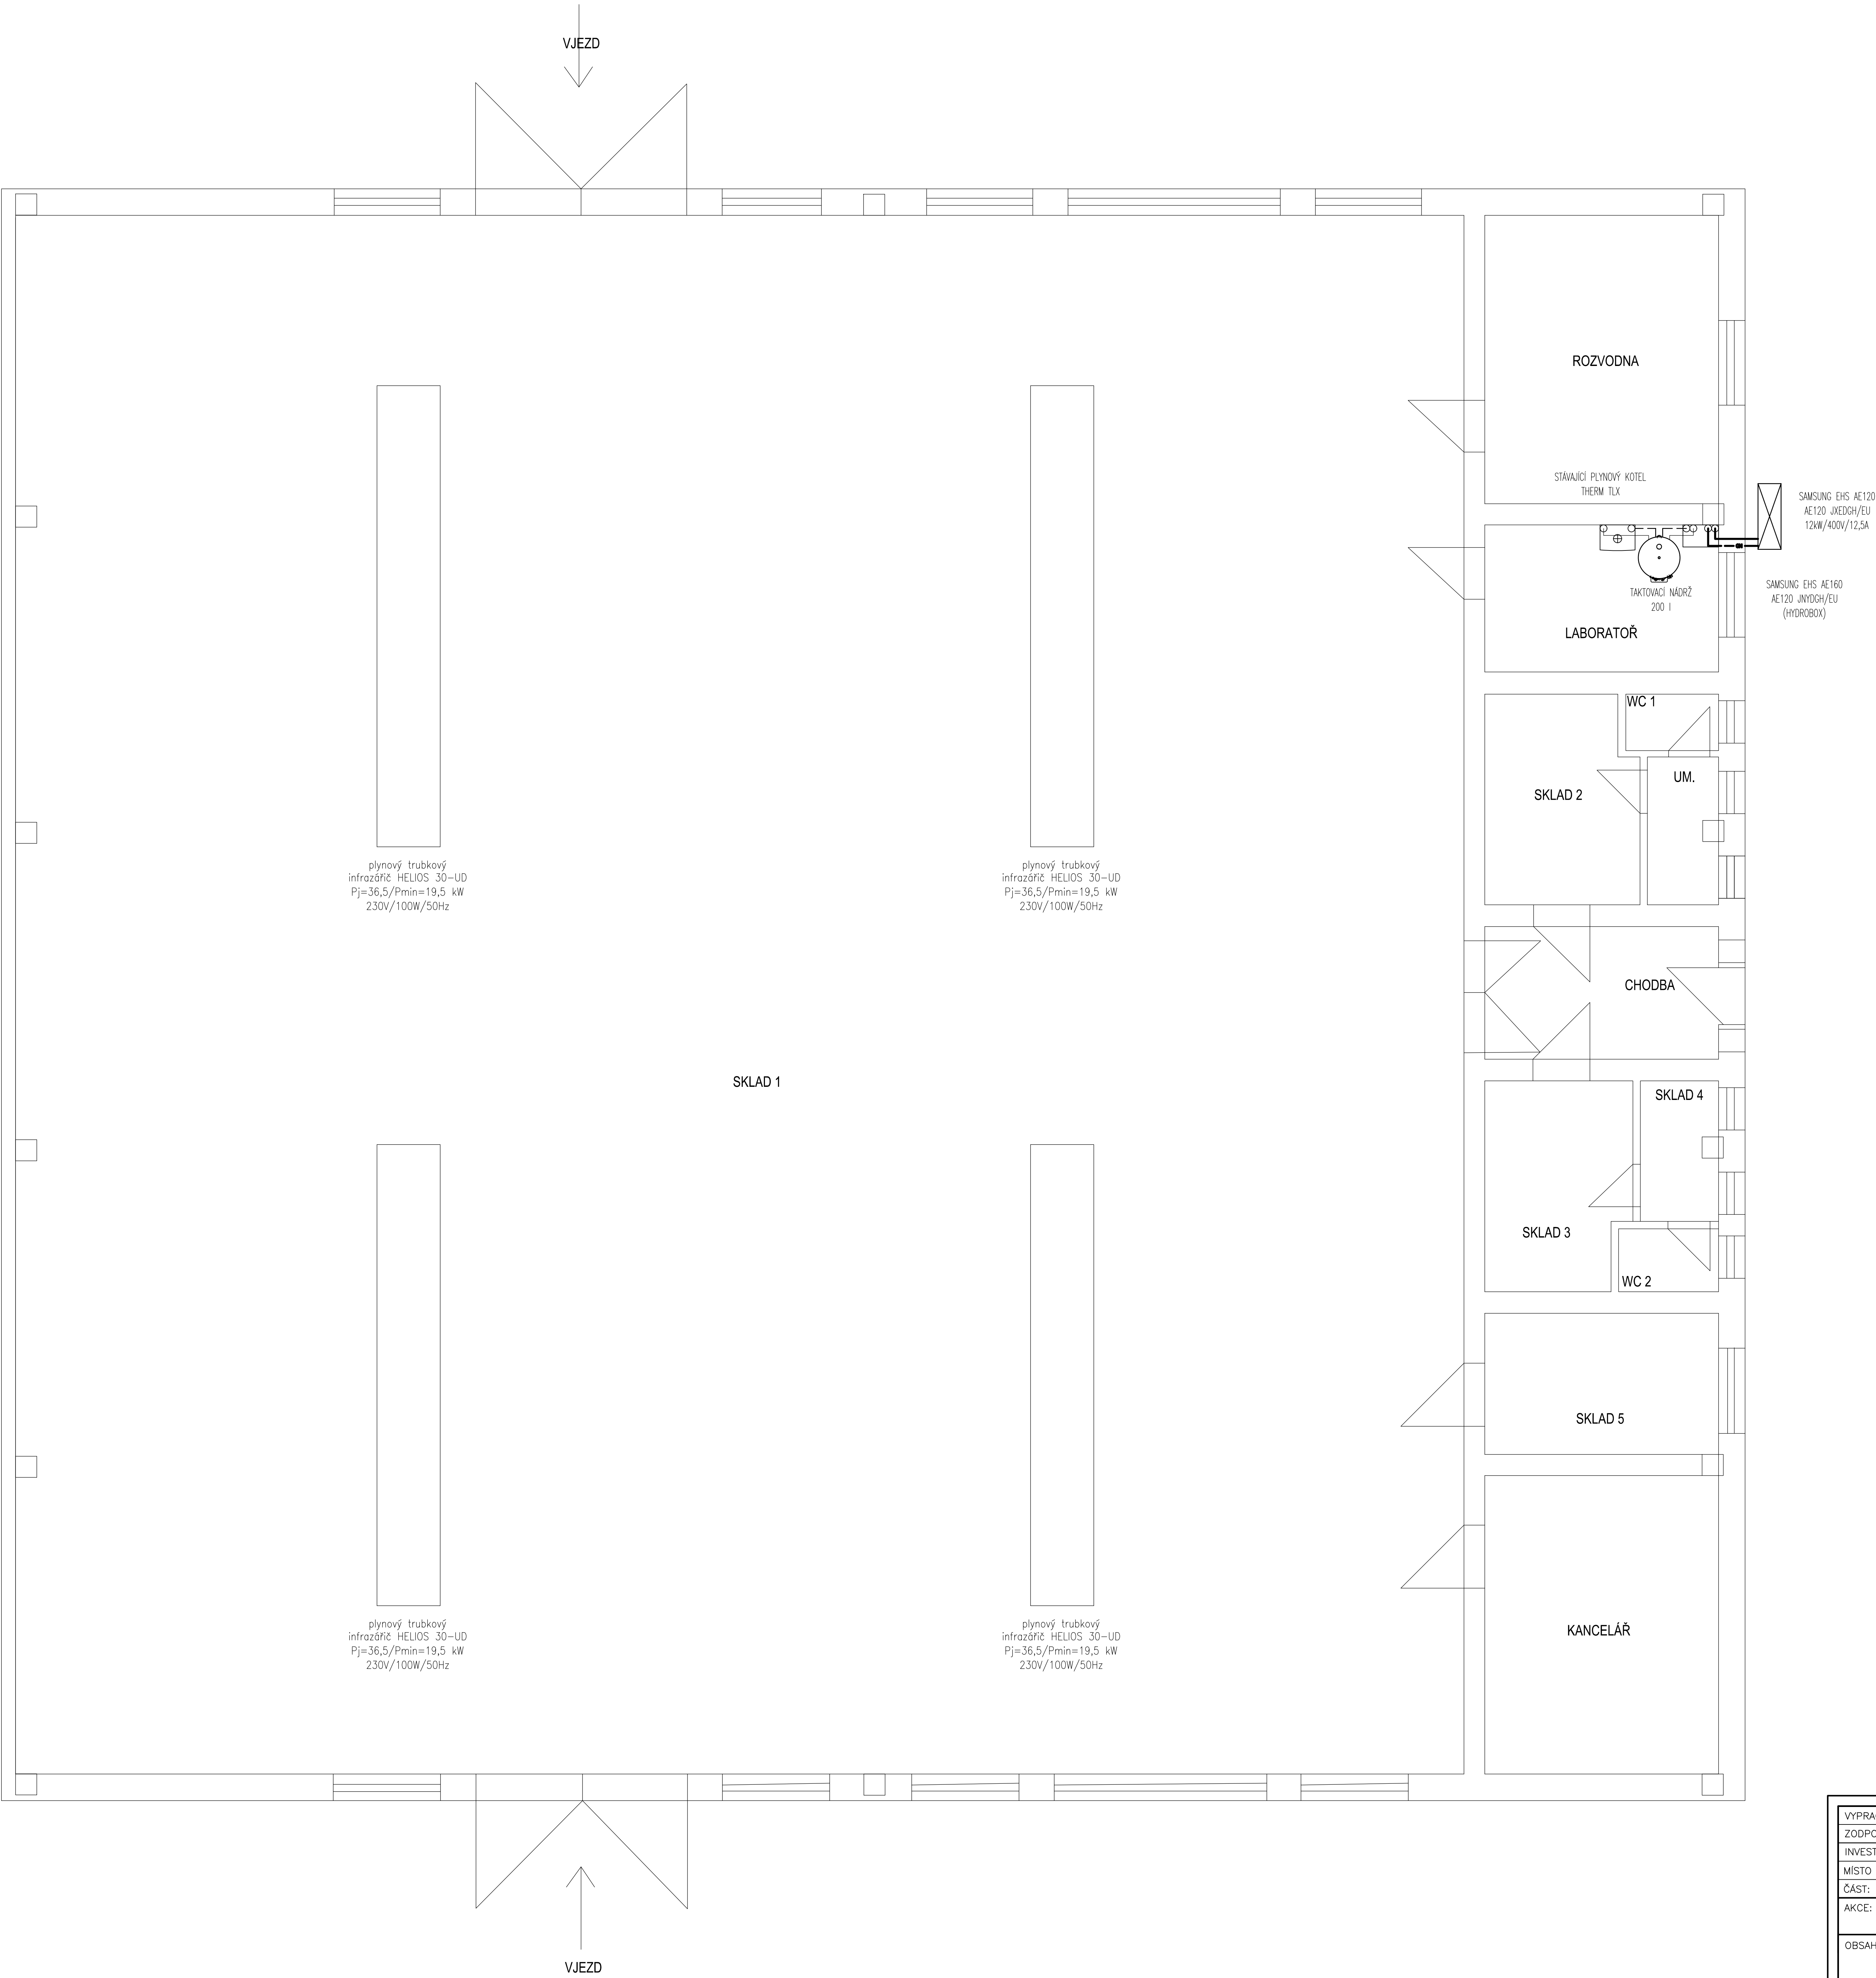 VJEZD
ROZVODNA
STÁVAJÍCÍ PLYNOVÝ KOTEL
THERM TLX
SAMSUNG EHS AE120
AE120 JXEDGH/EU
12kW/400V/12,5A
SAMSUNG EHS AE160
AE120 JNYDGH/EU
(HYDROBOX)
TAKTOVACÍ NÁDRŽ
200 l
LABORATOŘ
WC 1
UM.
SKLAD 2
plynový trubkový
infrazářič HELIOS 30-UD
Pj=36,5/Pmin=19,5 kW
230V/100W/50Hz
plynový trubkový
infrazářič HELIOS 30-UD
Pj=36,5/Pmin=19,5 kW
230V/100W/50Hz
CHODBA
SKLAD 1
SKLAD 4
SKLAD 3
WC 2
SKLAD 5
plynový trubkový
infrazářič HELIOS 30-UD
Pj=36,5/Pmin=19,5 kW
230V/100W/50Hz
plynový trubkový
infrazářič HELIOS 30-UD
Pj=36,5/Pmin=19,5 kW
230V/100W/50Hz
KANCELÁŘ
VJEZD
MÍSTO
ČÁST:
AKCE:
OBSAH